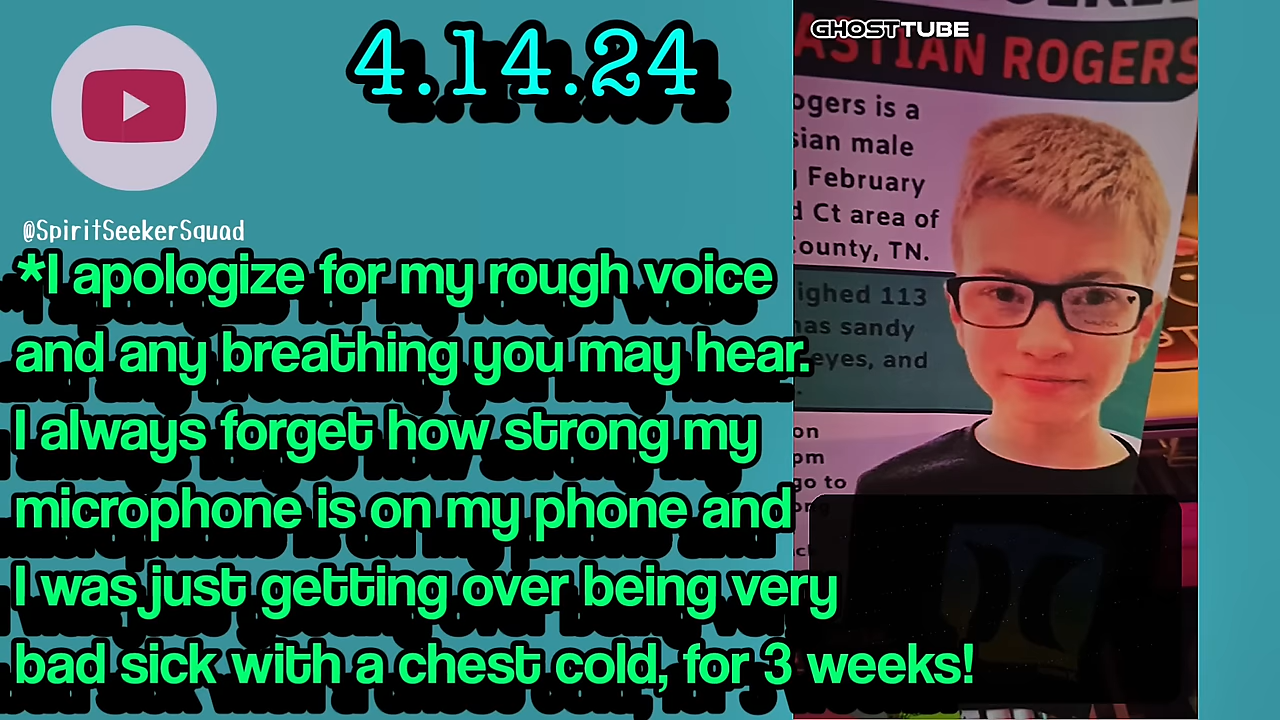 4.14.24
@SpiritSeekerSquad
*I apologize for my rough voice
and any breathing you may hear.
I always forget how strong my
microphone is on my phone and
I was just getting over being very
bad sick with a chest cold, for 3 weeks!
GHOSTTUBE
ASTIAN ROGERS
ogers is a
sian male
February
d Ct area of
County, TN.
ighed 113
has sandy
eyes, and
on
om
go to